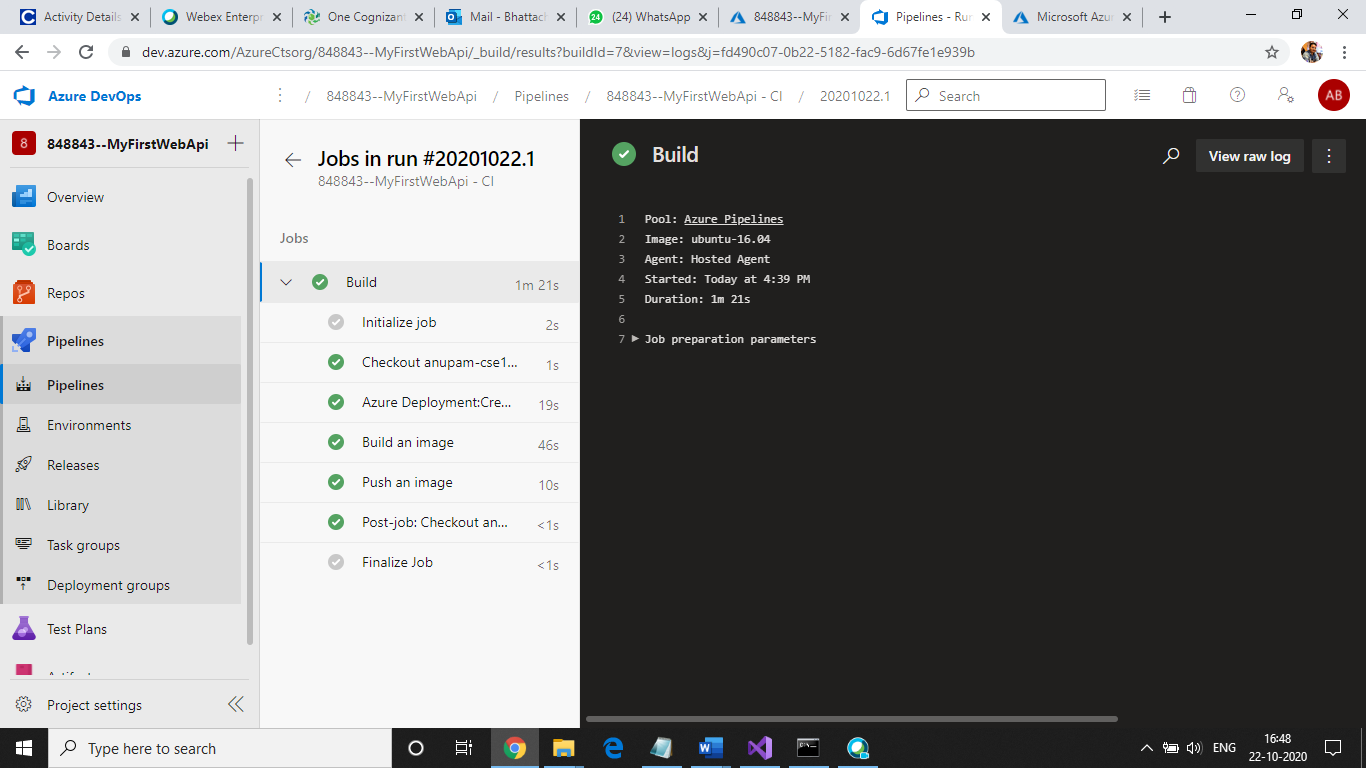 Activity Details
Webex Enterpr
One Cognizant
Mail - Bhattach
24
(24) WhatsApp
848843--MyFir
Pipelines - Run
Microsoft Azur
dev.azure.com/AzureCtsorg/848843--MyFirstWebApi/_build/results?buildId=7&view=logs&j=fd490c07-0b22-5182-fac9-6d67fe1e939b
Azure DevOps
/ 848843--MyFirstWebApi / Pipelines / 848843--MyFirstWebApi - CI / 20201022.1
Search
AB
8
848843--MyFirstWebApi
Overview
Boards
Repos
Pipelines
Pipelines
Environments
Releases
Library
Task groups
Deployment groups
Test Plans
Project settings
Jobs in run #20201022.1
848843--MyFirstWebApi - CI
Jobs
Build 1m 21s
Initialize job 2s
Checkout anupam-cse1... 1s
Azure Deployment:Cre... 19s
Build an image 46s
Push an image 10s
Post-job: Checkout an... <1s
Finalize Job <1s
Build
View raw log
1 Pool: Azure Pipelines
2 Image: ubuntu-16.04
3 Agent: Hosted Agent
4 Started: Today at 4:39 PM
5 Duration: 1m 21s
6
7 Job preparation parameters
Type here to search
ENG
16:48
22-10-2020